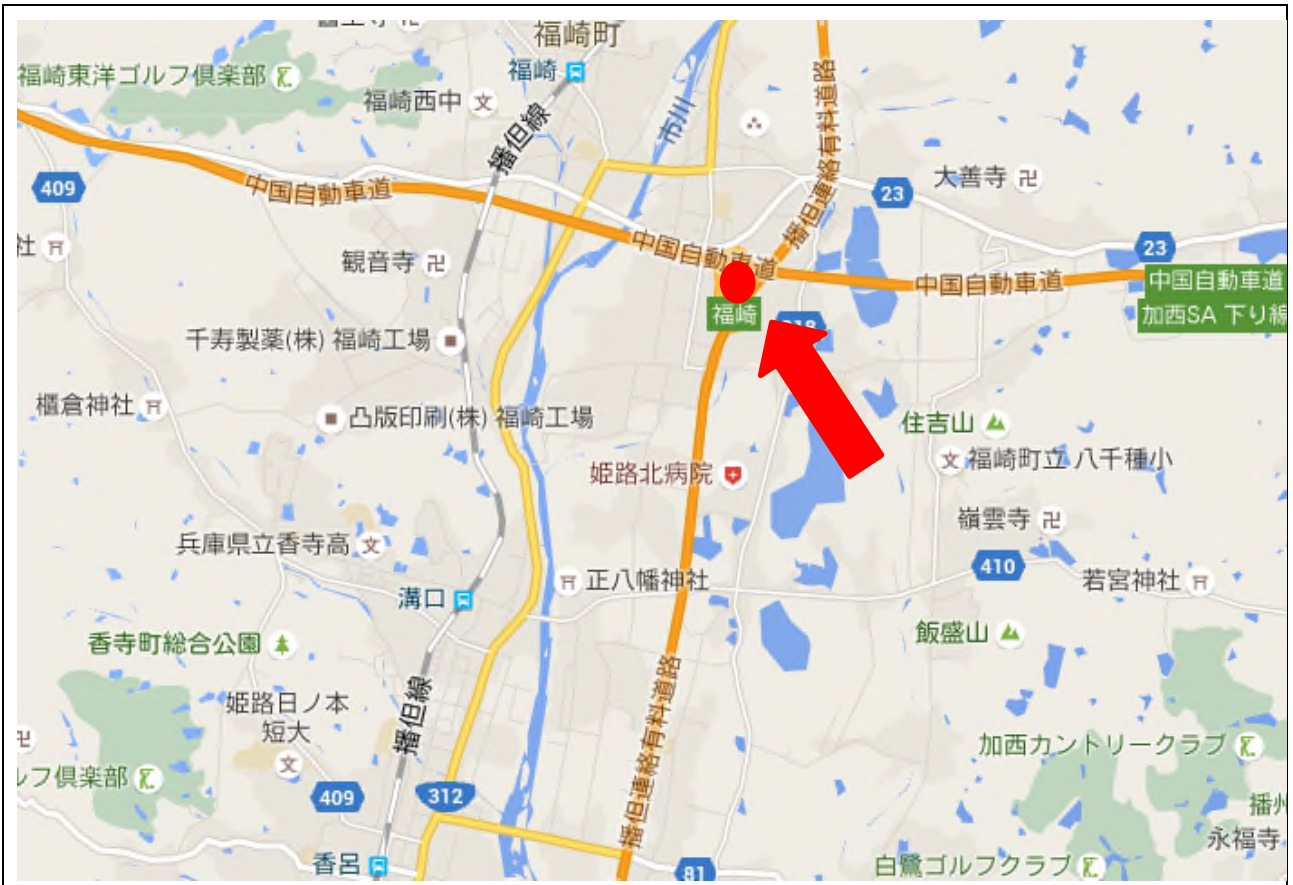 福崎町
福崎東洋ゴルフ倶楽部
福崎
福崎西中
市川
播但線
播但連絡有料道路
409
中国自動車道
大善寺
23
社
観音寺
中国自動車道
23
中国自動車道
中国自動車道
加西SA 下り線
福崎
千寿製薬(株) 福崎工場
櫃倉神社
凸版印刷(株) 福崎工場
住吉山
姫路北病院
福崎町立 八千種小
嶺雲寺
兵庫県立香寺高
410
溝口
正八幡神社
若宮神社
飯盛山
香寺町総合公園
姫路日ノ本
短大
播但線
播但連絡有料道路
加西カントリークラブ
ルフ倶楽部
409
312
播州
永福寺
香呂
81
白鷺ゴルフクラブ